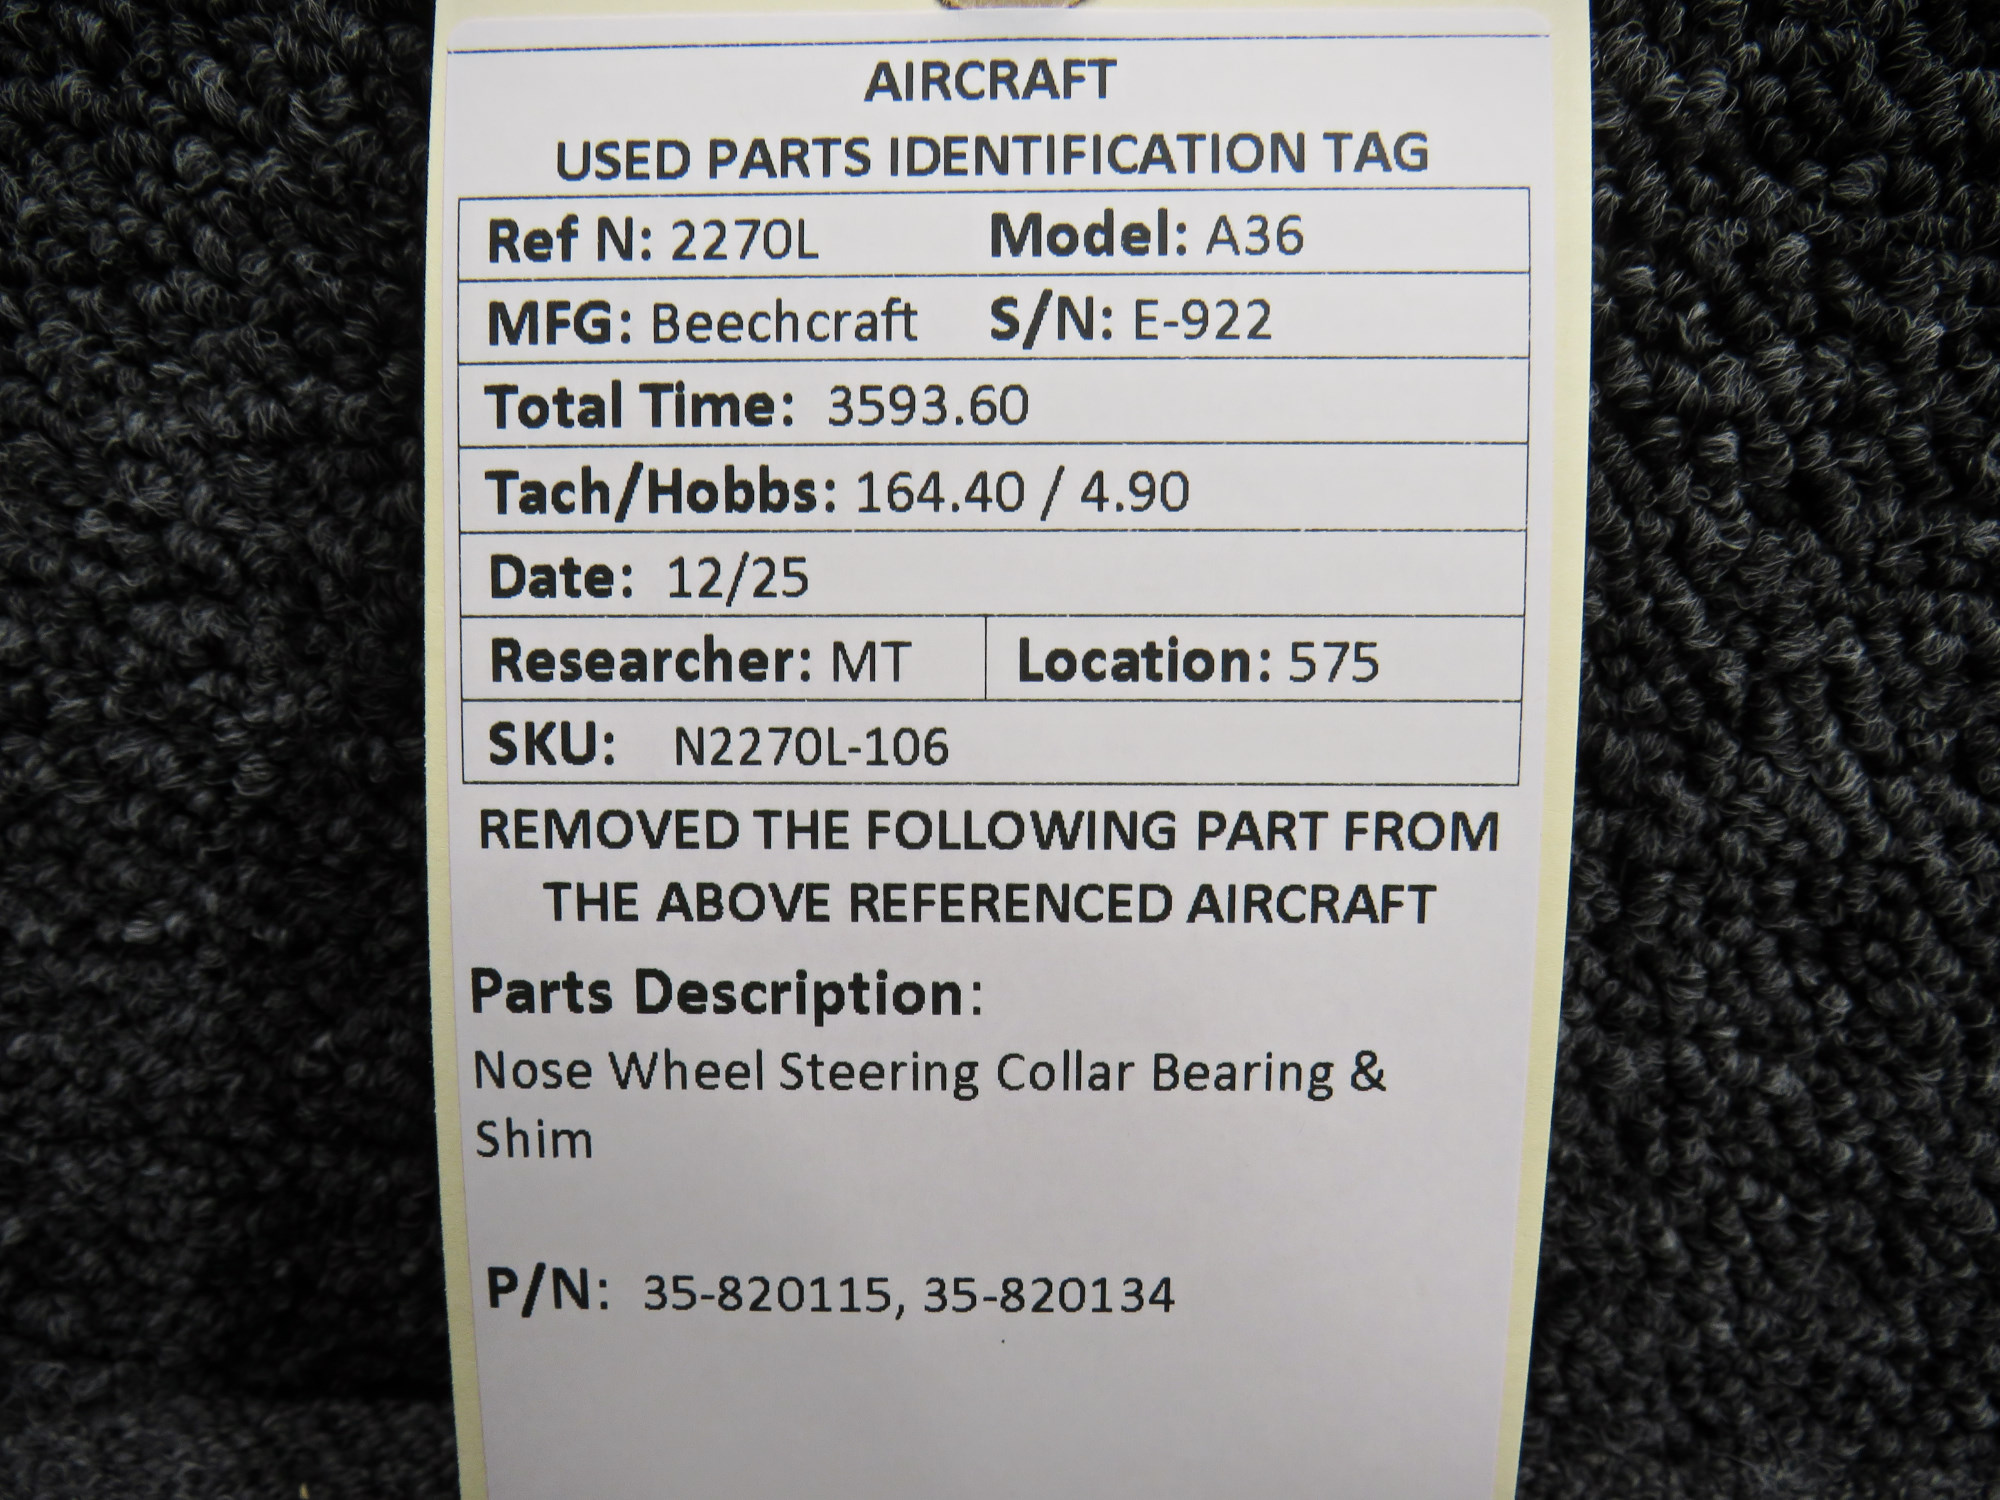 AIRCRAFT
USED PARTS IDENTIFICATION TAG
Ref N: 2270L Model: A36
MFG: Beechcraft S/N: E-922
Total Time: 3593.60
Tach/Hobbs: 164.40 / 4.90
Date: 12/25
Researcher: MT Location: 575
SKU: N2270L-106
REMOVED THE FOLLOWING PART FROM
THE ABOVE REFERENCED AIRCRAFT
Parts Description:
Nose Wheel Steering Collar Bearing &
Shim
P/N: 35-820115, 35-820134